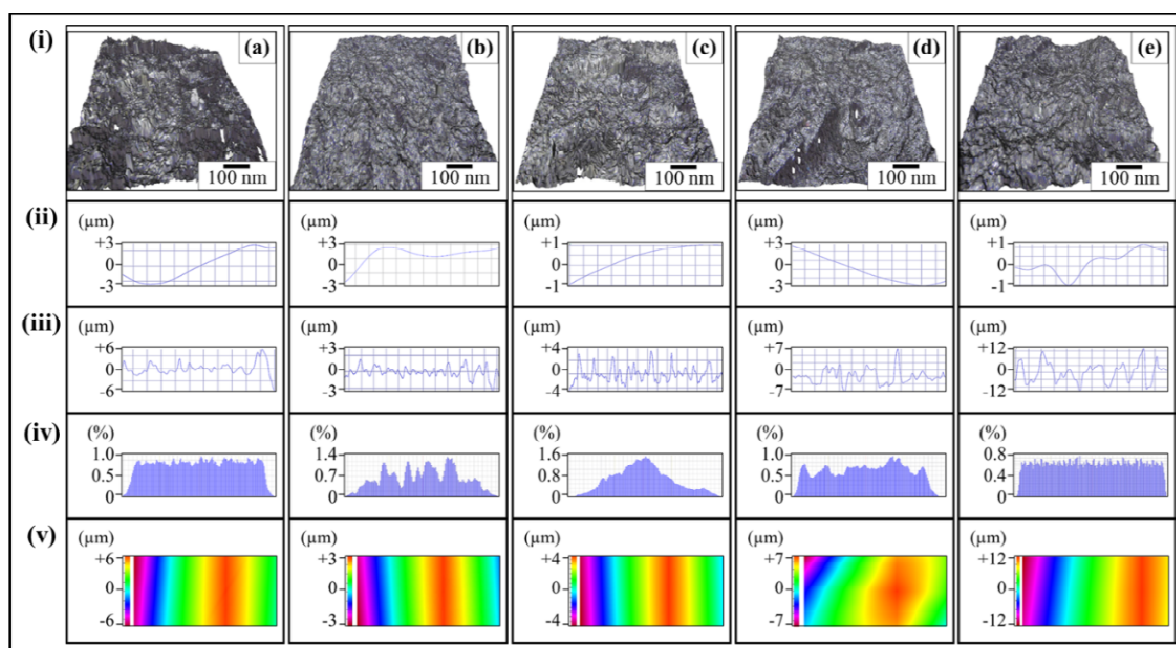 (i) (a) (b) (c) (d) (e)
100 nm 100 nm 100 nm 100 nm 100 nm
(ii) (µm) (µm) (µm) (µm) (µm)
+3 +3 +1 +3 +1
0 0 0 0 0
-3 -3 -1 -3 -1
(iii) (µm) (µm) (µm) (µm) (µm)
+6 +3 +4 +7 +12
0 0 0 0 0
-6 -3 -4 -7 -12
(iv) (%) (%) (%) (%) (%)
1.0 1.4 1.6 1.0 0.8
0.5 0.7 0.8 0.5 0.4
0 0 0 0 0
(v) (µm) (µm) (µm) (µm) (µm)
+6 +3 +4 +7 +12
0 0 0 0 0
-6 -3 -4 -7 -12